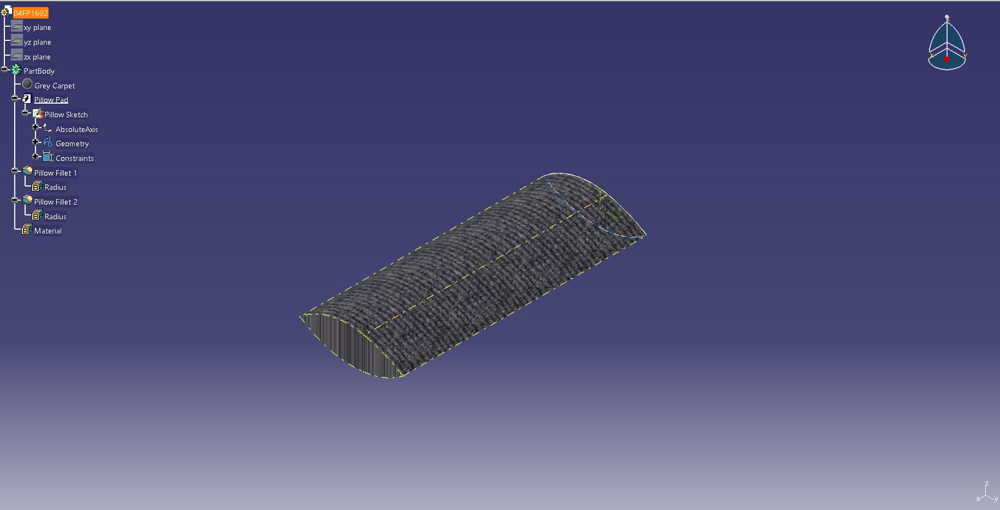 04FP1602
xy plane
yz plane
zx plane
PartBody
Grey Carpet
Pillow Pad
Pillow Sketch
AbsoluteAxis
Geometry
Constraints
Pillow Fillet 1
Radius
Pillow Fillet 2
Radius
Material
z
x
y
z
x
y